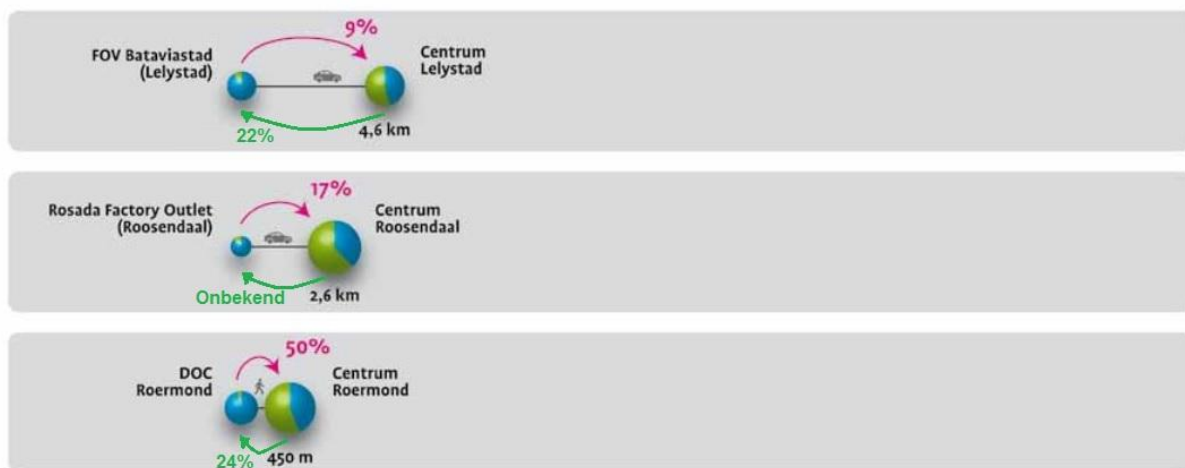 9%
FOV Bataviastad
(Lelystad)
Centrum
Lelystad
22%
4,6 km
17%
Rosada Factory Outlet
(Roosendaal)
Centrum
Roosendaal
Onbekend
2,6 km
50%
DOC
Roermond
Centrum
Roermond
24%
450 m